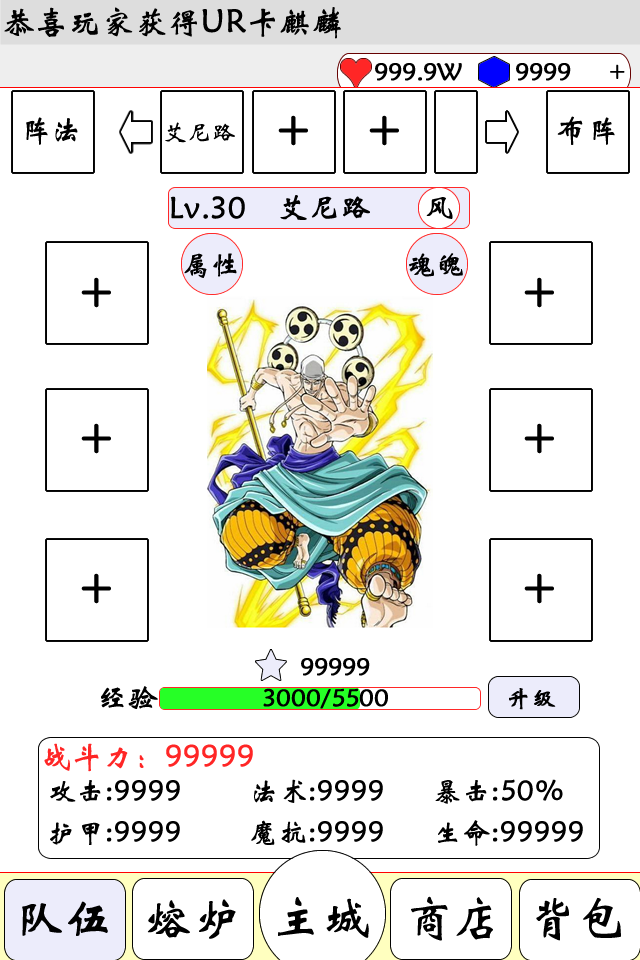 恭喜玩家获得UR卡麒麟
999.9W 9999 +
阵法 艾尼路 + + 布阵
Lv.30 艾尼路 风
属性 魂魄
+ +
+ +
+ +
99999
经验 3000/5500 升级
战斗力：99999
攻击:9999 法术:9999 暴击:50%
护甲:9999 魔抗:9999 生命:99999
队伍 熔炉 主城 商店 背包